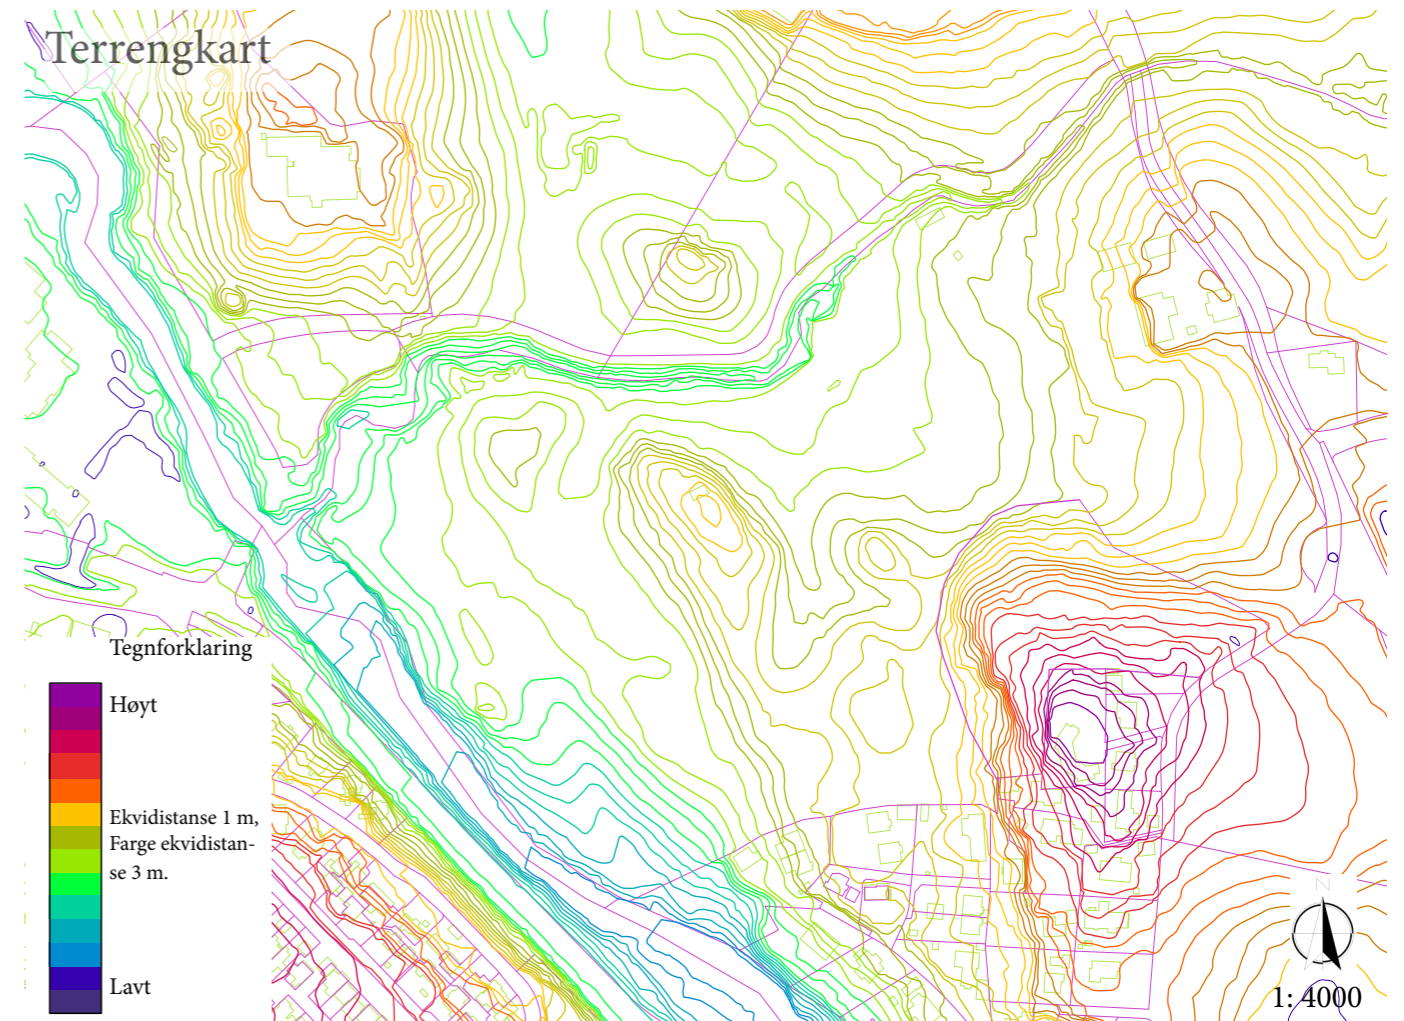 Terrengkart
Tegnforklaring
Høyt
Ekvidistanse 1 m,
Farge ekvidistan-
se 3 m.
Lavt
N
1: 4000